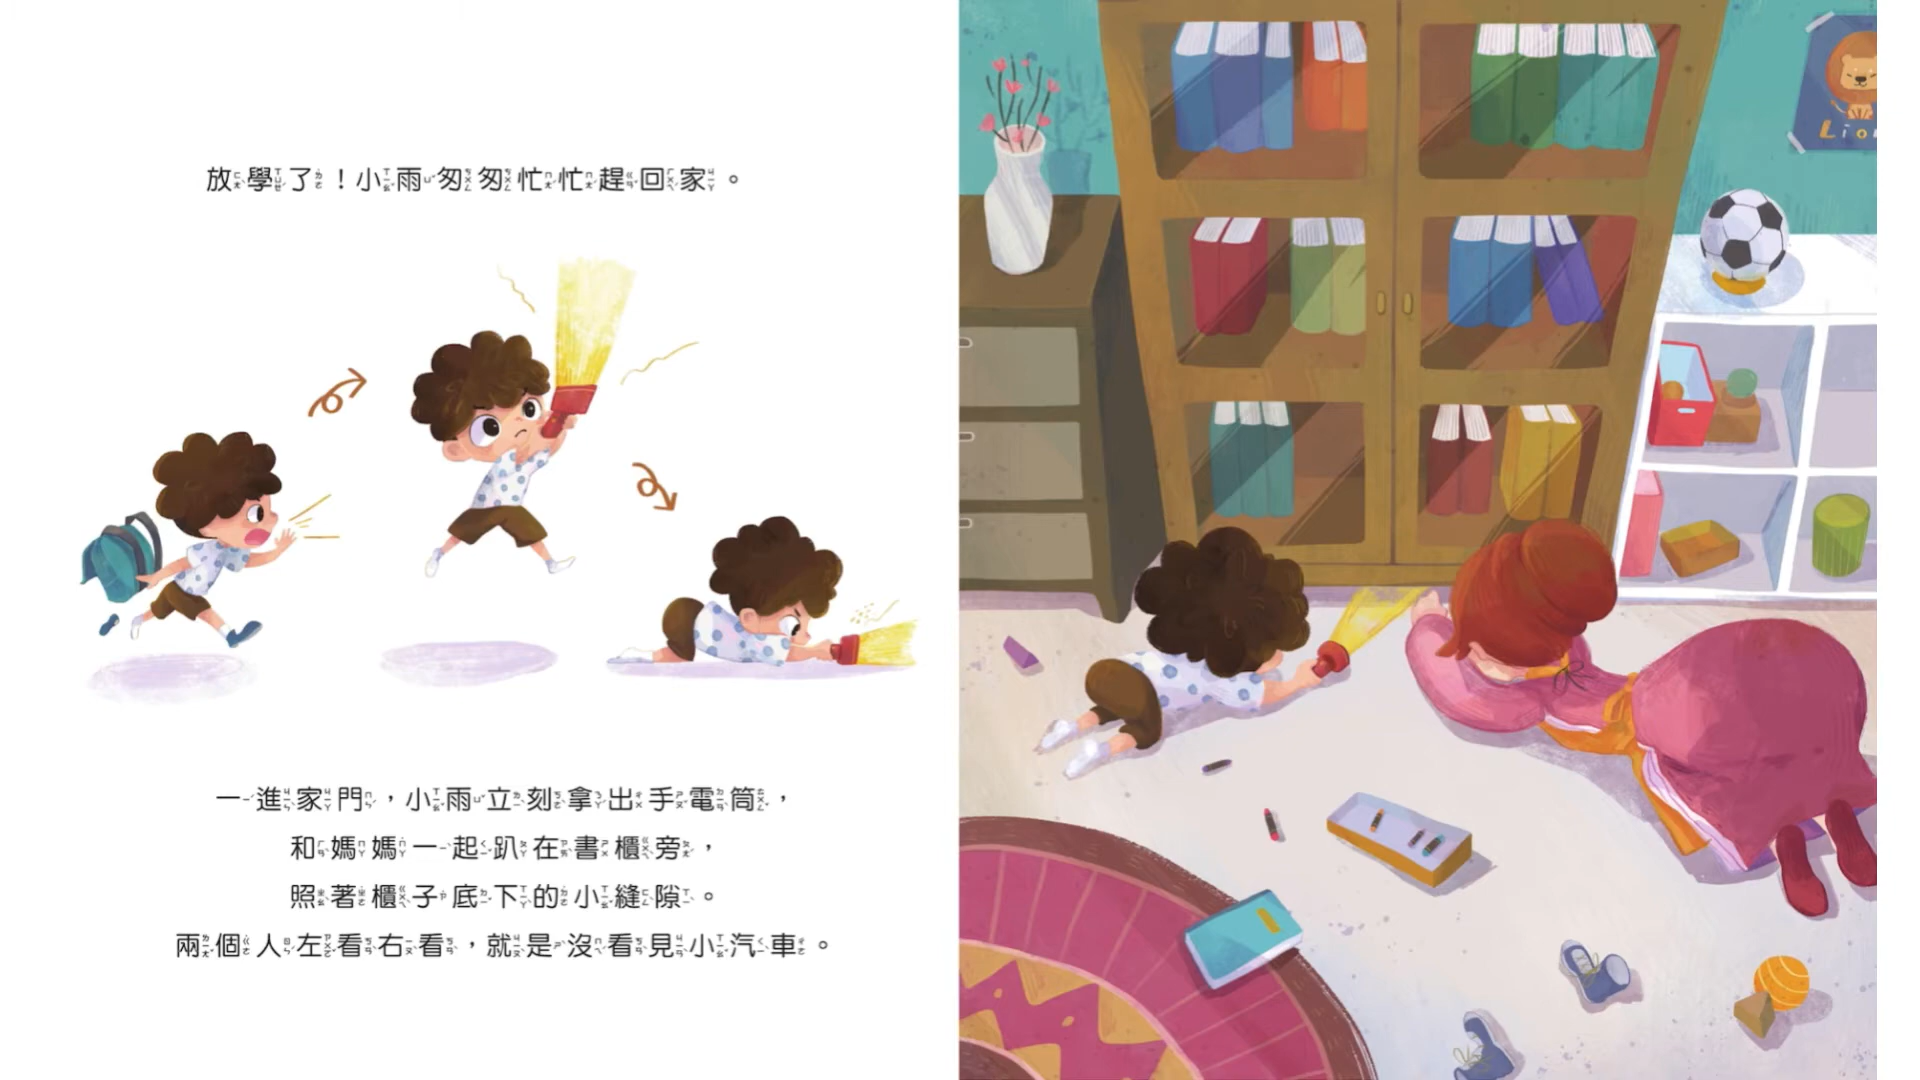 放學了！小雨匆匆忙忙趕回家。
一進家門，小雨立刻拿出手電筒，
和媽媽一起趴在書櫃旁，
照著櫃子底下的小縫隙。
兩個人左看右看，就是沒看見小汽車。
Lion